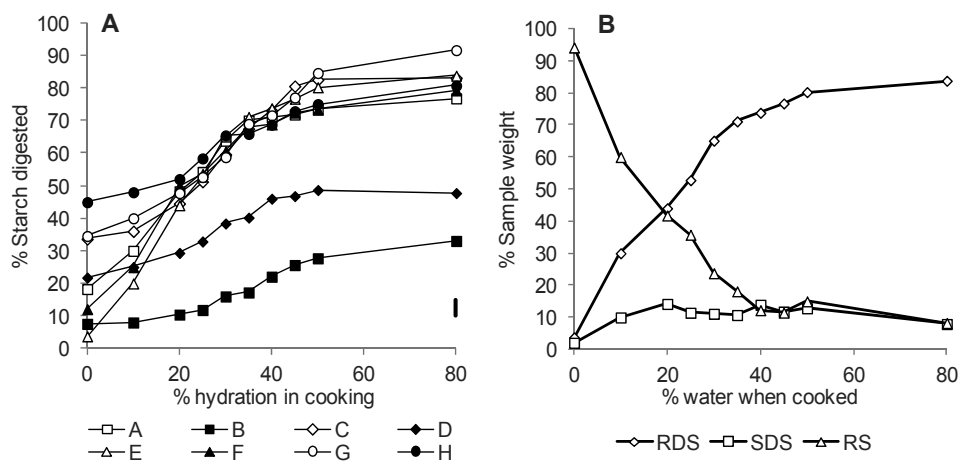 A
% Starch digested
100
90
80
70
60
50
40
30
20
10
0
0 20 40 60 80
% hydration in cooking
A B C D
E F G H
B
% Sample weight
100
90
80
70
60
50
40
30
20
10
0
0 20 40 60 80
% water when cooked
RDS SDS RS